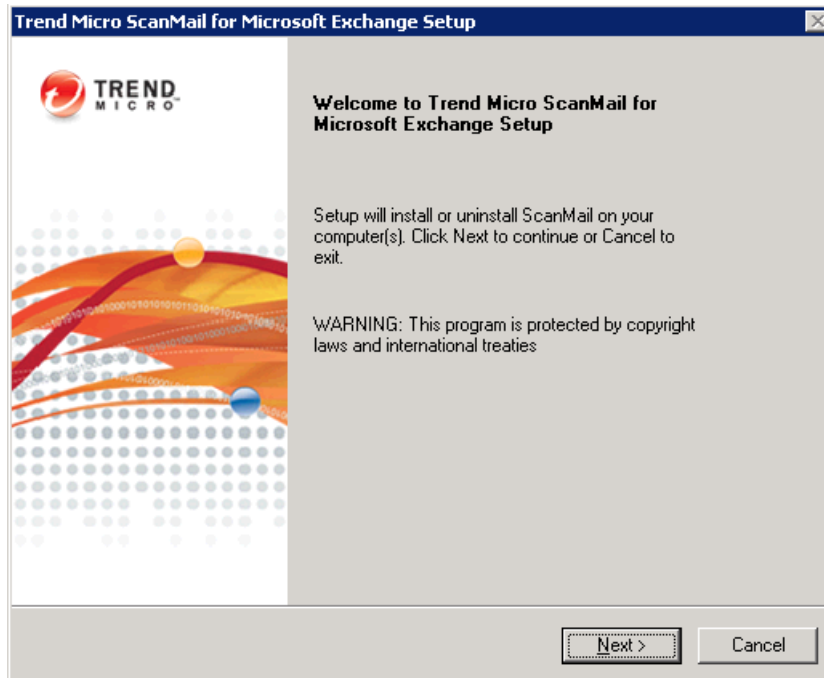 Trend Micro ScanMail for Microsoft Exchange Setup
TREND
MICRO™
Welcome to Trend Micro ScanMail for
Microsoft Exchange Setup
Setup will install or uninstall ScanMail on your
computer(s). Click Next to continue or Cancel to
exit.
WARNING: This program is protected by copyright
laws and international treaties
Next >
Cancel